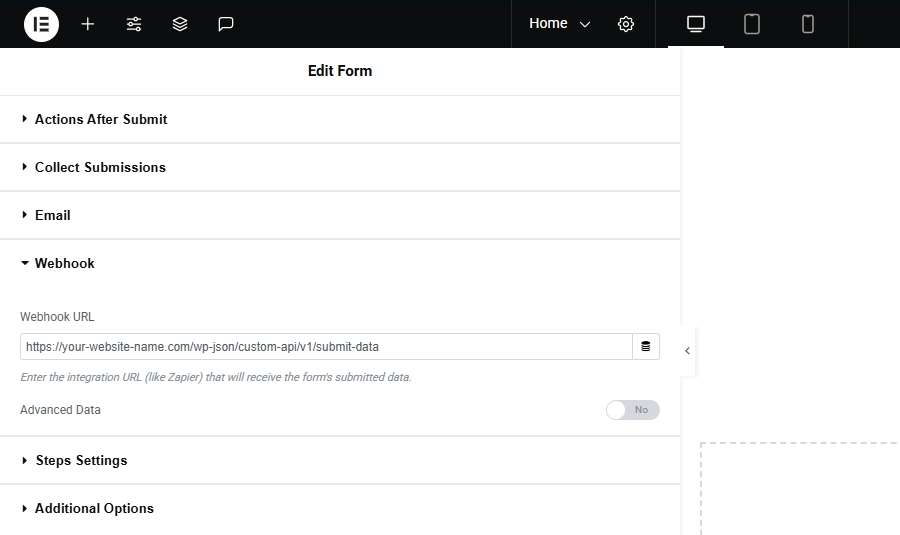 Home
Edit Form
Actions After Submit
Collect Submissions
Email
Webhook
Webhook URL
https://your-website-name.com/wp-json/custom-api/v1/submit-data
Enter the integration URL (like Zapier) that will receive the form's submitted data.
Advanced Data
No
Steps Settings
Additional Options